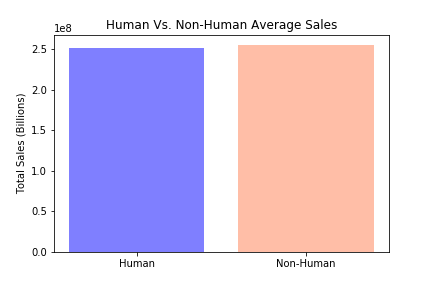 Human Vs. Non-Human Average Sales
1e8
Total Sales (Billions)
2.5
2.0
1.5
1.0
0.5
0.0
Human
Non-Human